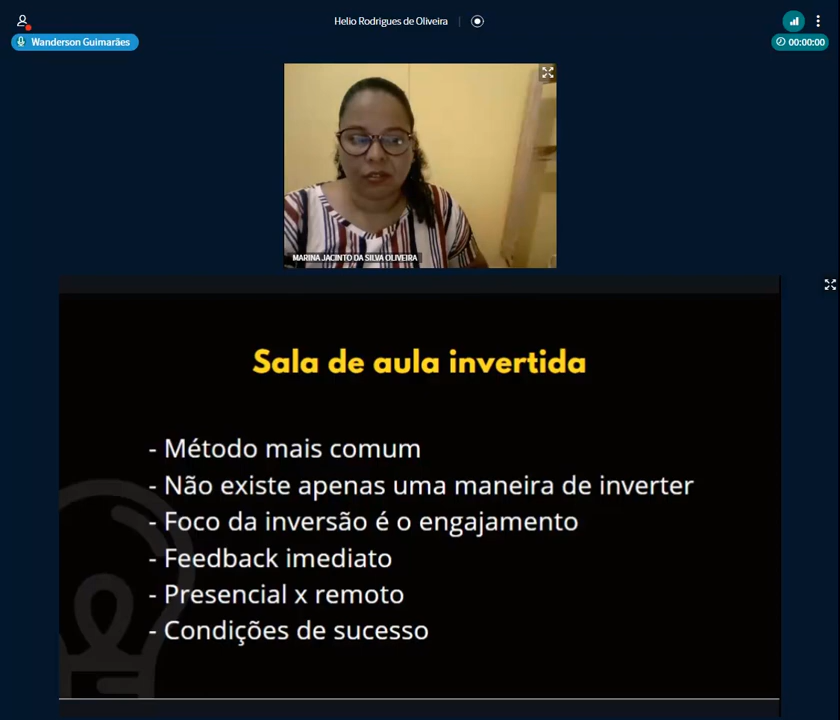 Helio Rodrigues de Oliveira
Wanderson Guimarães
00:00:00
MARINA JACINTO DA SILVA OLIVEIRA
Sala de aula invertida
- Método mais comum
- Não existe apenas uma maneira de inverter
- Foco da inversão é o engajamento
- Feedback imediato
- Presencial x remoto
- Condições de sucesso